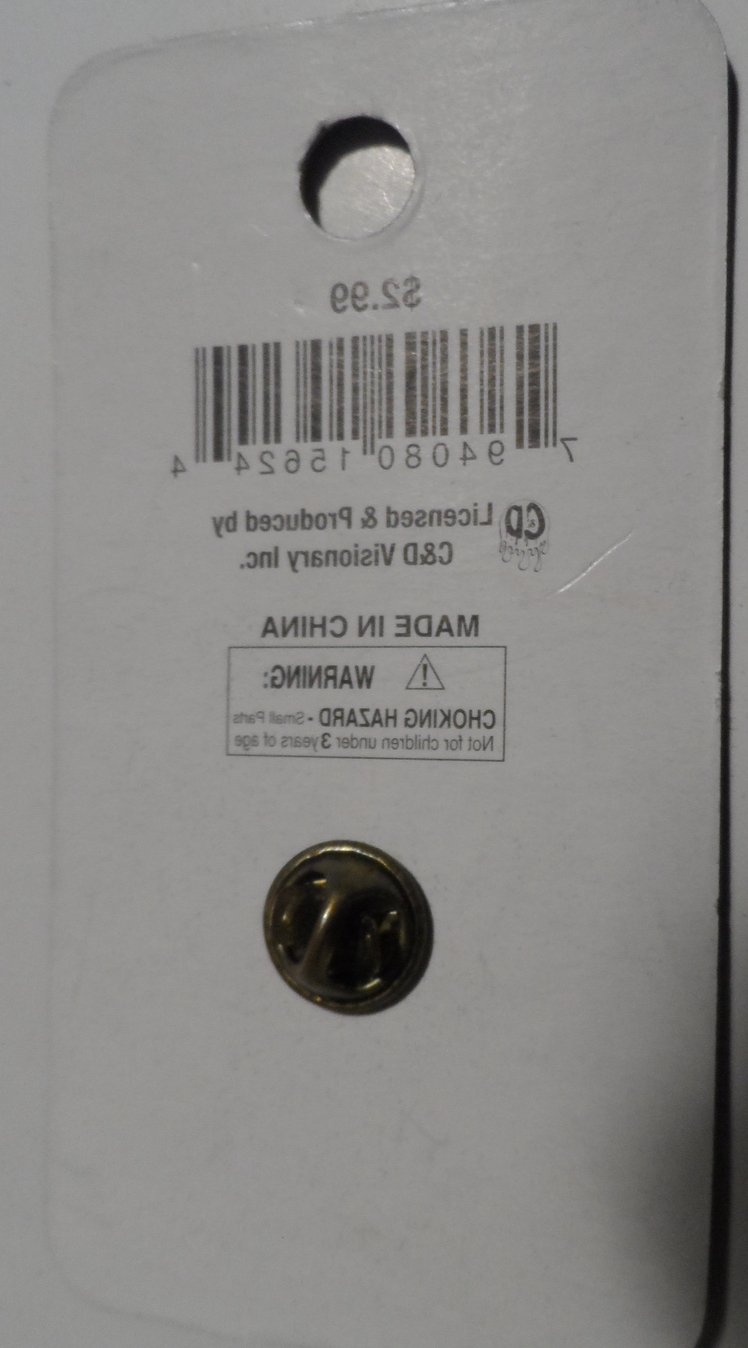 $2.99
7 94080 15624 4
CD Licensed & Produced by
C&D Visionary Inc.
MADE IN CHINA
WARNING:
CHOKING HAZARD - Small Parts
Not for children under 3 years of age